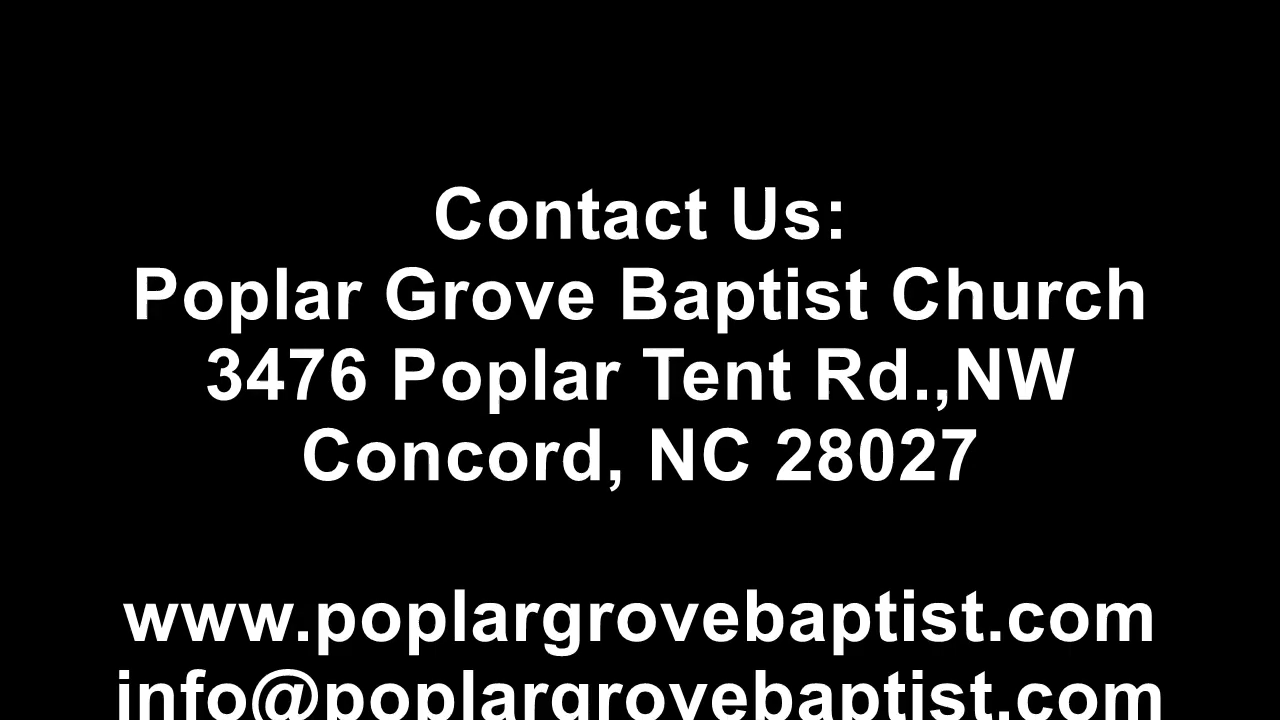 Contact Us:
Poplar Grove Baptist Church
3476 Poplar Tent Rd.,NW
Concord, NC 28027
www.poplargrovebaptist.com
info@poplargrovebaptist.com